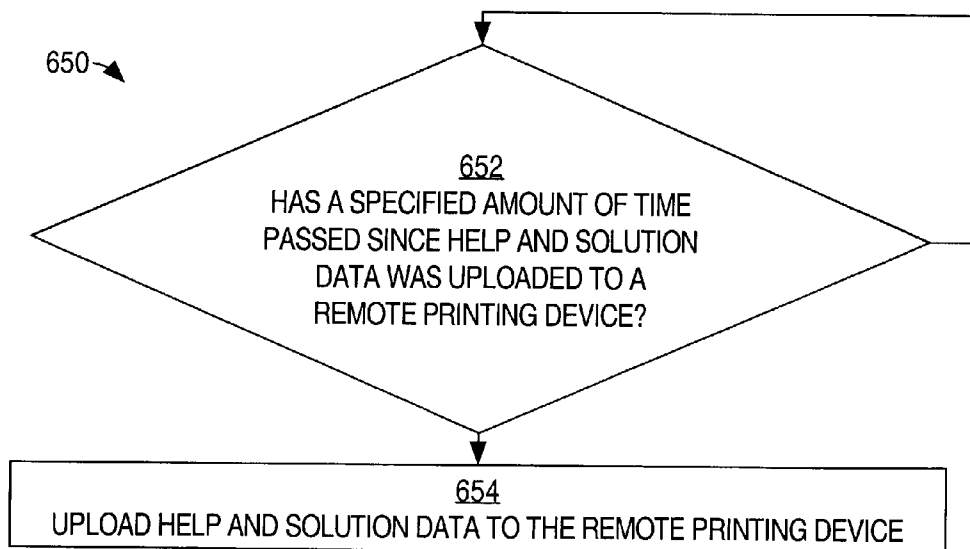 650
652
HAS A SPECIFIED AMOUNT OF TIME
PASSED SINCE HELP AND SOLUTION
DATA WAS UPLOADED TO A
REMOTE PRINTING DEVICE?
654
UPLOAD HELP AND SOLUTION DATA TO THE REMOTE PRINTING DEVICE